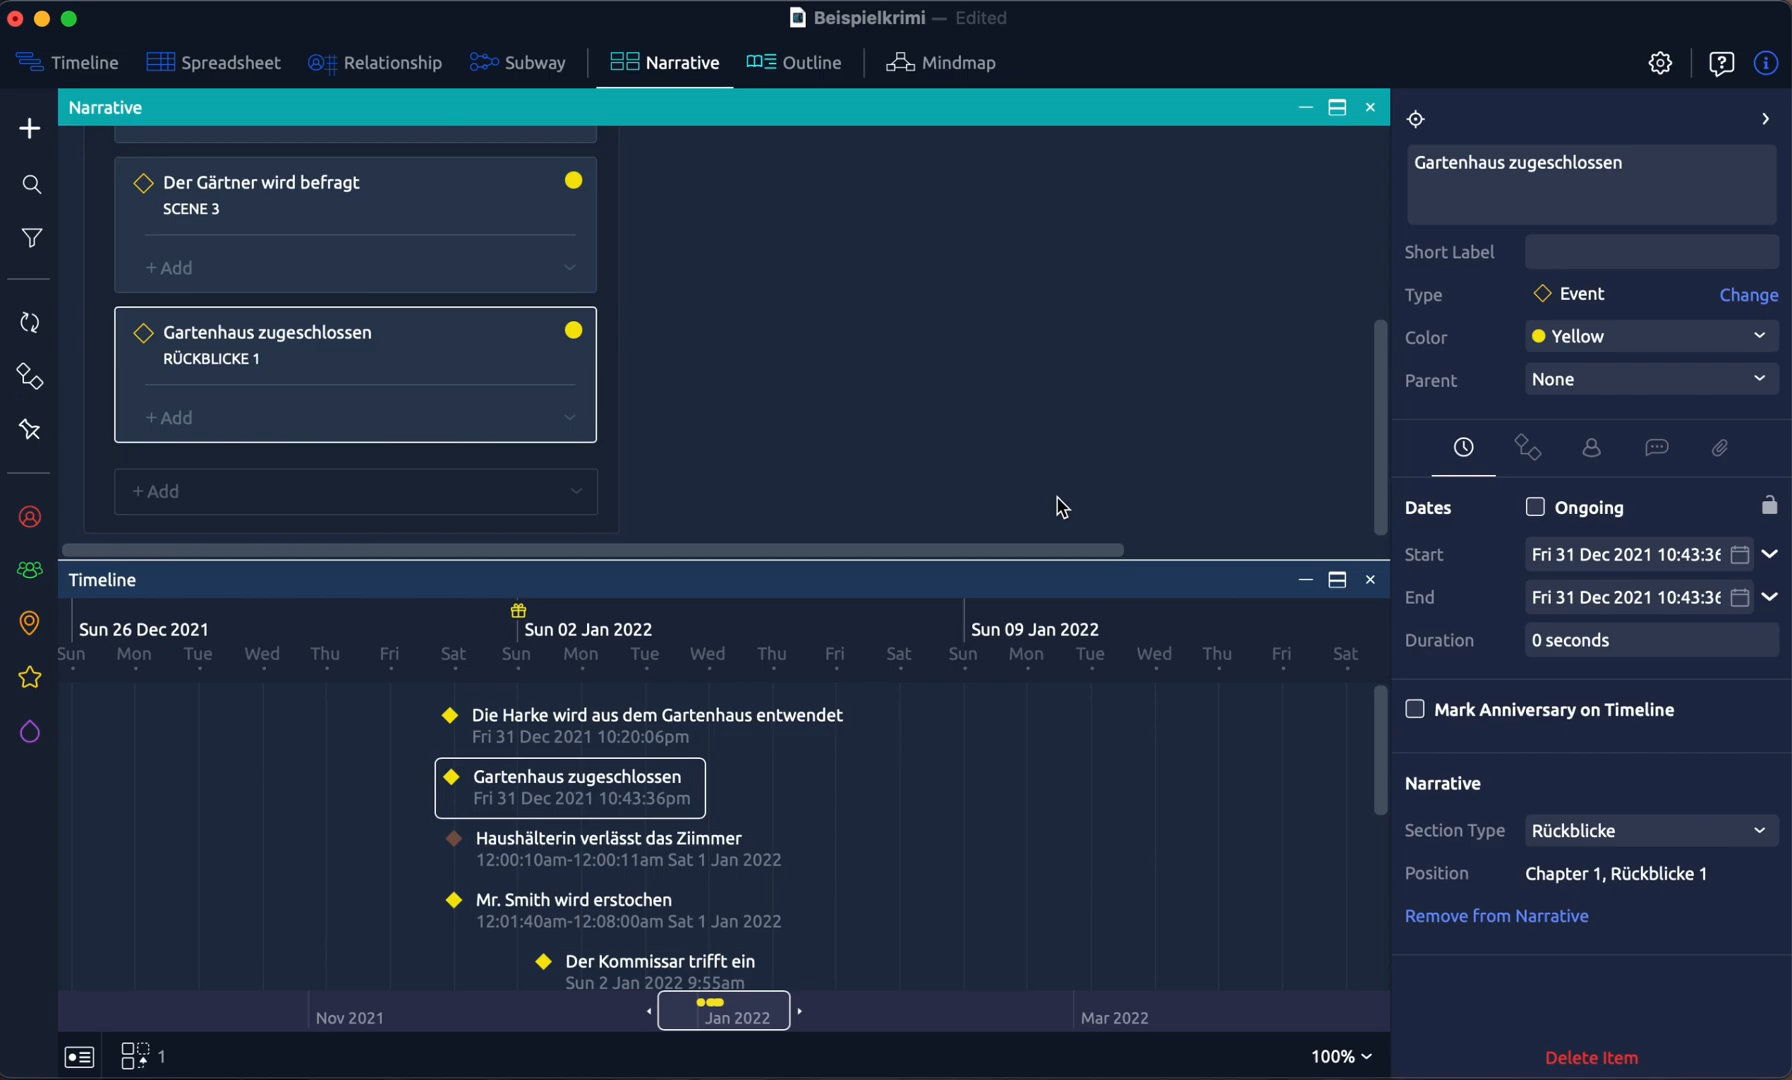 Beispielkrimi — Edited
Timeline Spreadsheet Relationship Subway Narrative Outline Mindmap
Narrative
Der Gärtner wird befragt
SCENE 3
+ Add
Gartenhaus zugeschlossen
RÜCKBLICKE 1
+ Add
+ Add
Timeline
Sun 26 Dec 2021 Sun 02 Jan 2022 Sun 09 Jan 2022
Sun Mon Tue Wed Thu Fri Sat Sun Mon Tue Wed Thu Fri Sat Sun Mon Tue Wed Thu Fri Sat
Die Harke wird aus dem Gartenhaus entwendet
Fri 31 Dec 2021 10:20:06pm
Gartenhaus zugeschlossen
Fri 31 Dec 2021 10:43:36pm
Haushälterin verlässt das Ziimmer
12:00:10am-12:00:11am Sat 1 Jan 2022
Mr. Smith wird erstochen
12:01:40am-12:08:00am Sat 1 Jan 2022
Der Kommissar trifft ein
Sun 2 Jan 2022 9:55am
Nov 2021 Jan 2022 Mar 2022
1 100%
Gartenhaus zugeschlossen
Short Label
Type Event Change
Color Yellow
Parent None
Dates Ongoing
Start Fri 31 Dec 2021 10:43:36
End Fri 31 Dec 2021 10:43:36
Duration 0 seconds
Mark Anniversary on Timeline
Narrative
Section Type Rückblicke
Position Chapter 1, Rückblicke 1
Remove from Narrative
Delete Item